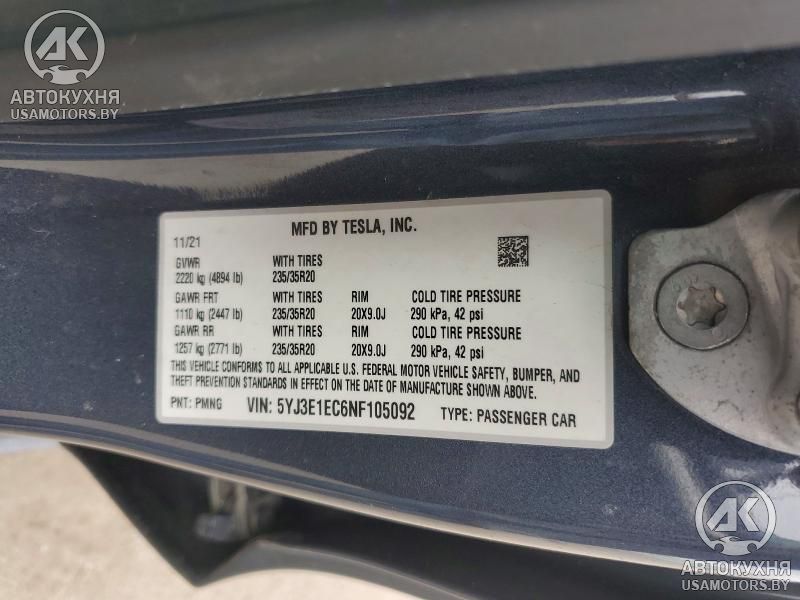 АК
АВТОКУХНЯ
USAMOTORS.BY
MFD BY TESLA, INC.
11/21
GVWR WITH TIRES
2220 kg (4894 lb) 235/35R20
GAWR FRT WITH TIRES RIM COLD TIRE PRESSURE
1110 kg (2447 lb) 235/35R20 20X9.0J 290 kPa, 42 psi
GAWR RR WITH TIRES RIM COLD TIRE PRESSURE
1257 kg (2771 lb) 235/35R20 20X9.0J 290 kPa, 42 psi
THIS VEHICLE CONFORMS TO ALL APPLICABLE U.S. FEDERAL MOTOR VEHICLE SAFETY, BUMPER, AND
THEFT PREVENTION STANDARDS IN EFFECT ON THE DATE OF MANUFACTURE SHOWN ABOVE.
PNT: PMNG VIN: 5YJ3E1EC6NF105092 TYPE: PASSENGER CAR
АК
АВТОКУХНЯ
USAMOTORS.BY